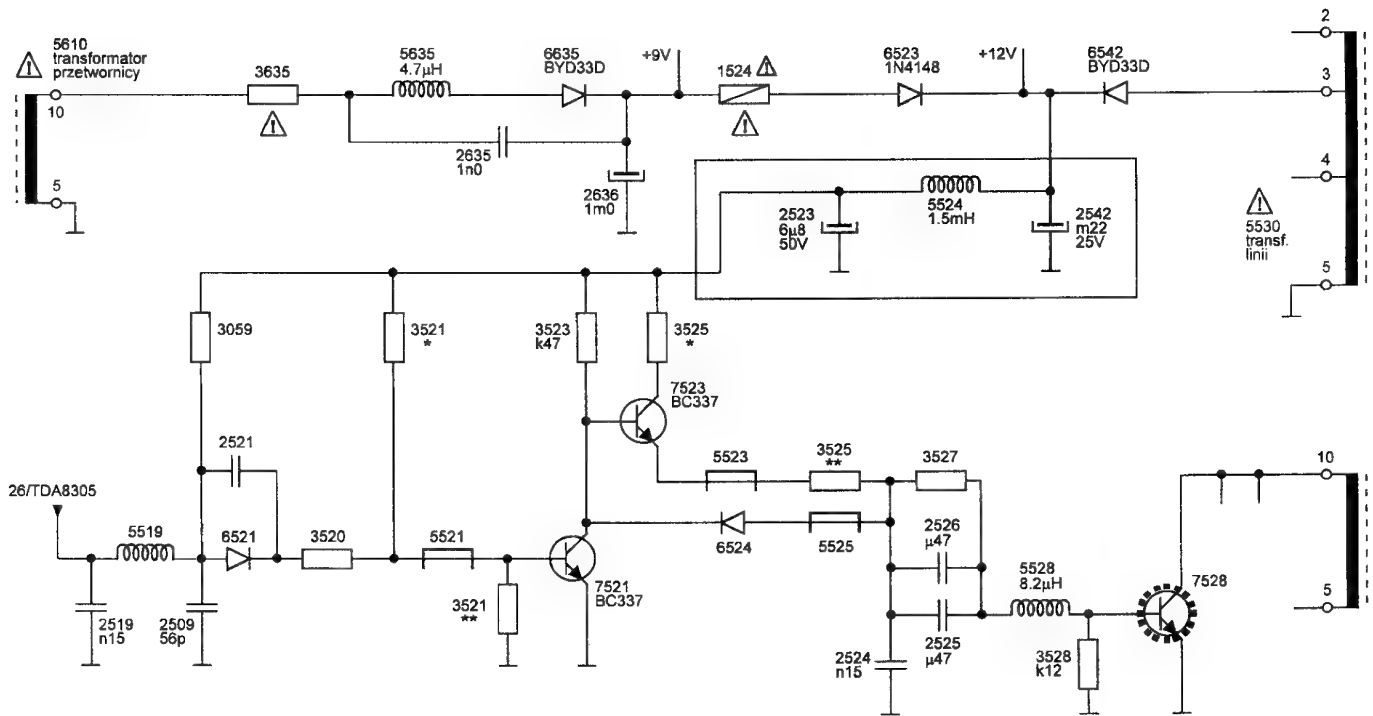 5610
transformator
przetwornicy
10
5
3635
5635
4.7µH
6635
BYD33D
2635
1n0
2636
1m0
+9V
1524
6523
1N4148
+12V
6542
BYD33D
2
3
4
5
5530
transf.
linii
2523
6µ8
50V
5524
1.5mH
2542
m22
25V
3059
3521
*
3523
k47
3525
*
7523
BC337
2521
26/TDA8305
5519
6521
3520
5521
3521
**
7521
BC337
2519
n15
2509
56p
5523
3525
**
3527
6524
5525
2526
µ47
2525
µ47
2524
n15
5528
8.2µH
3528
k12
7528
10
5